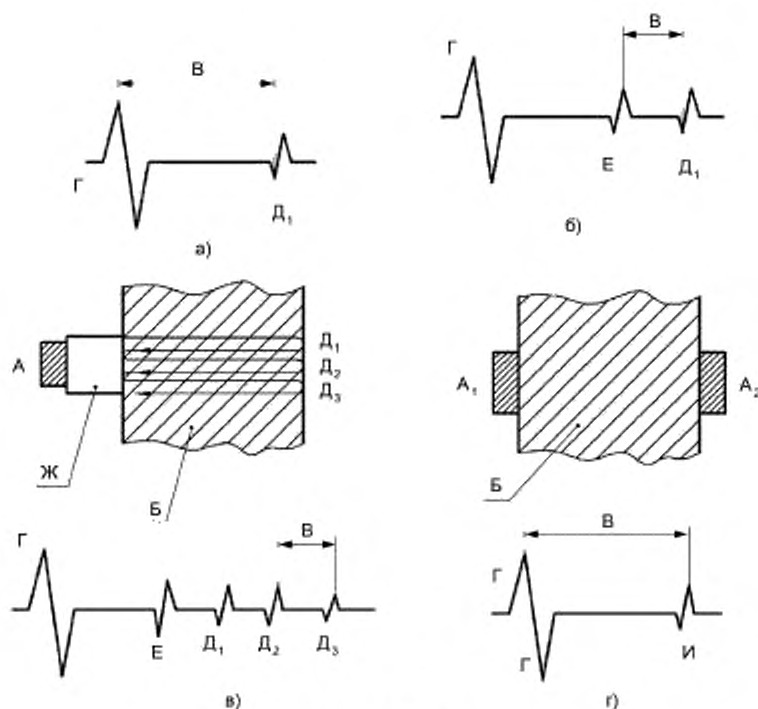 Г
В
Д₁
а)
Г
В
Е
Д₁
б)
А
Д₁
Д₂
Д₃
Ж
Б
А₁
А₂
Б
Г
В
Е
Д₁
Д₂
Д₃
в)
Г
В
Г
И
г)